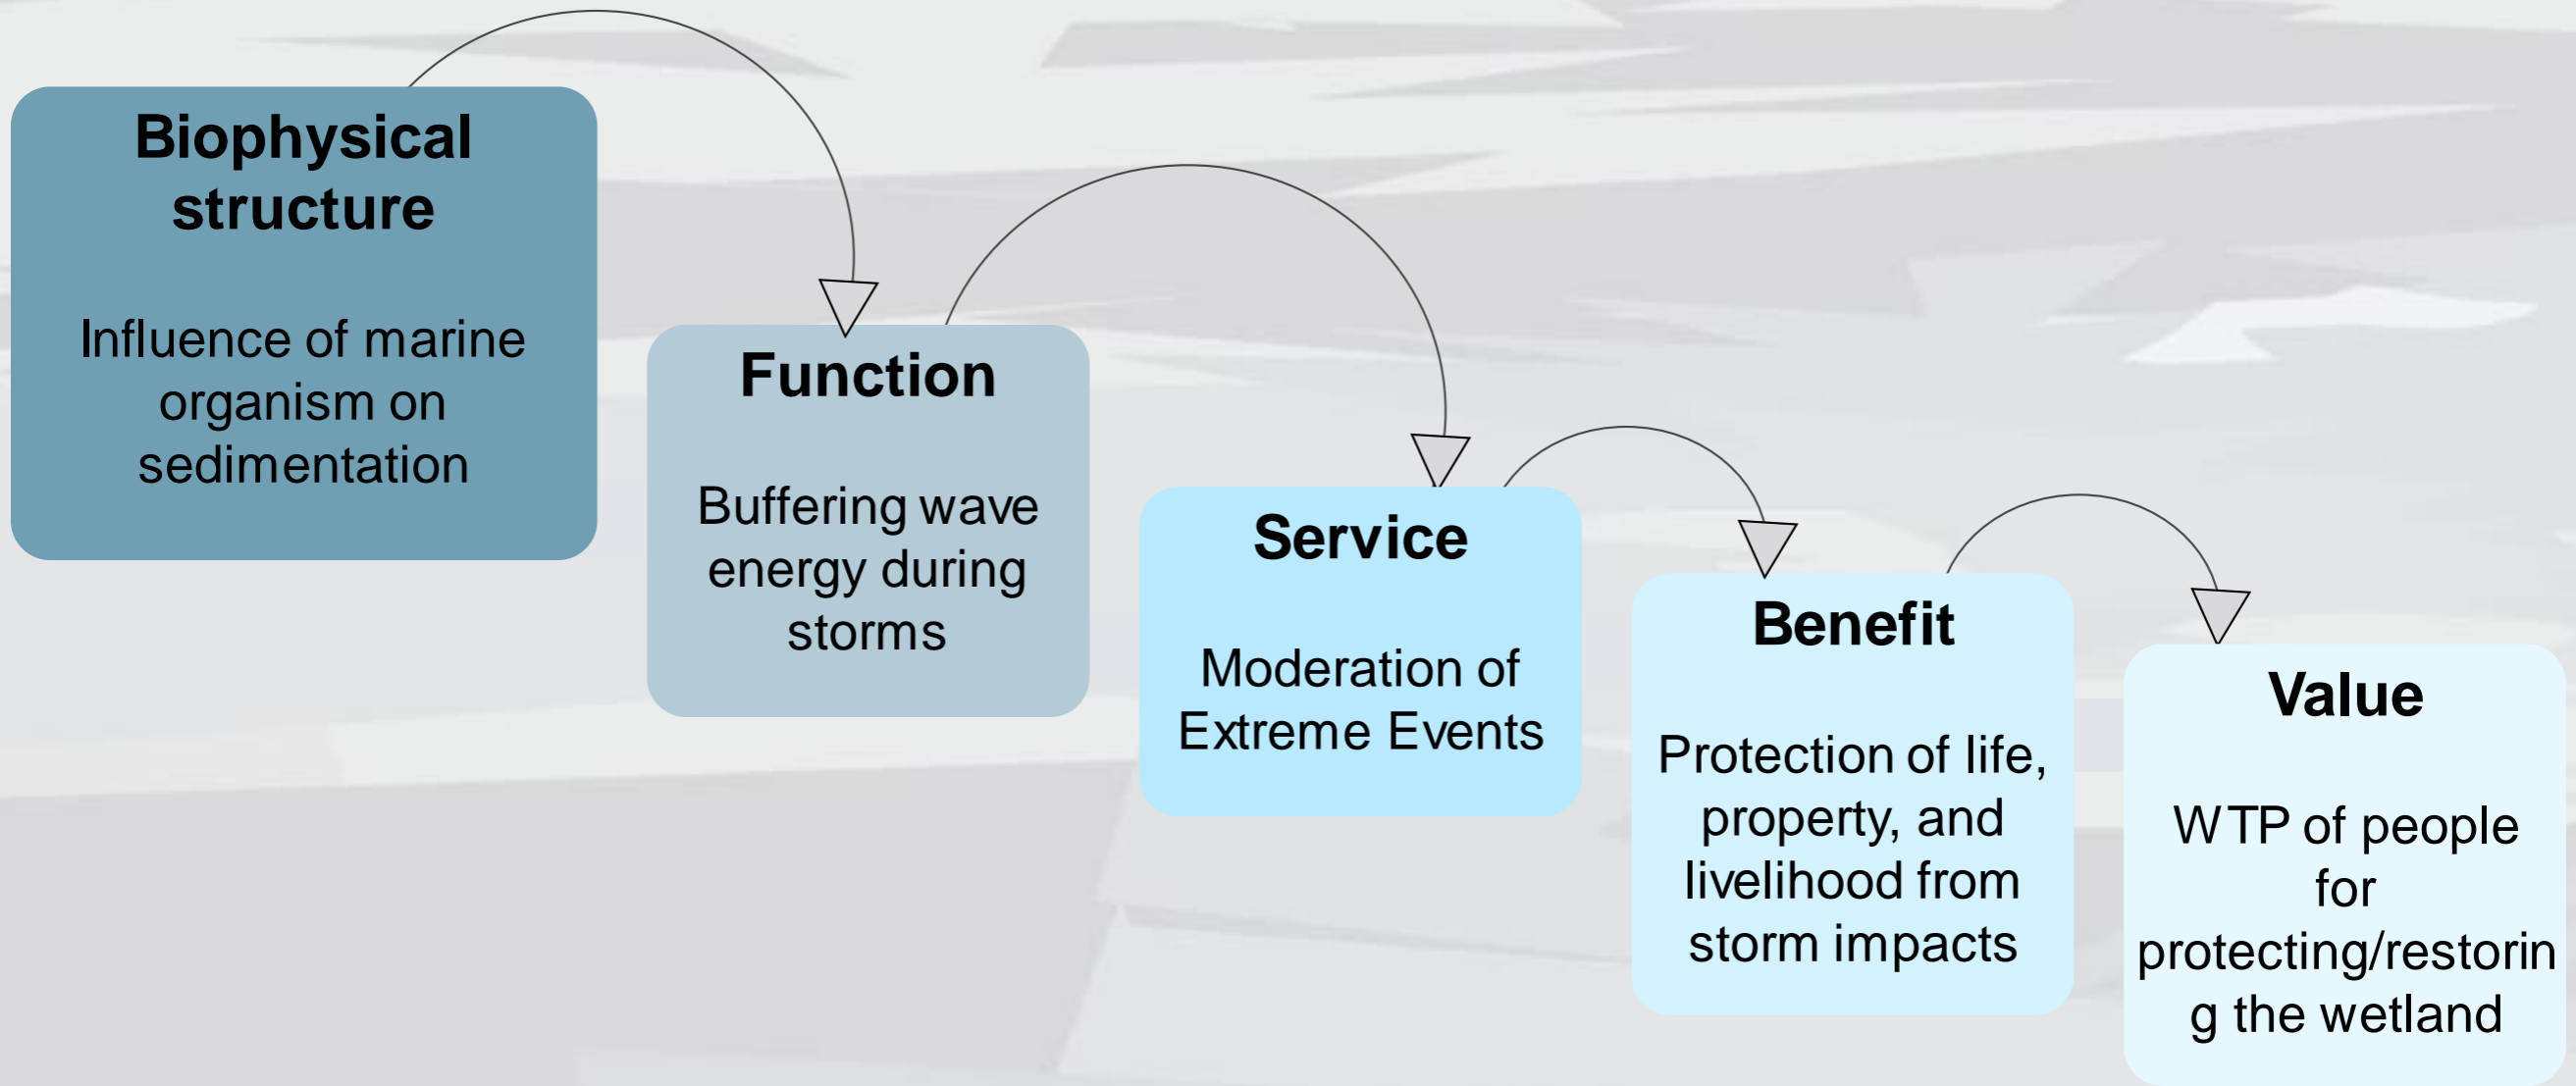 Biophysical
structure
Influence of marine
organism on
sedimentation
Function
Buffering wave
energy during
storms
Service
Moderation of
Extreme Events
Benefit
Protection of life,
property, and
livelihood from
storm impacts
Value
WTP of people
for
protecting/restorin
g the wetland